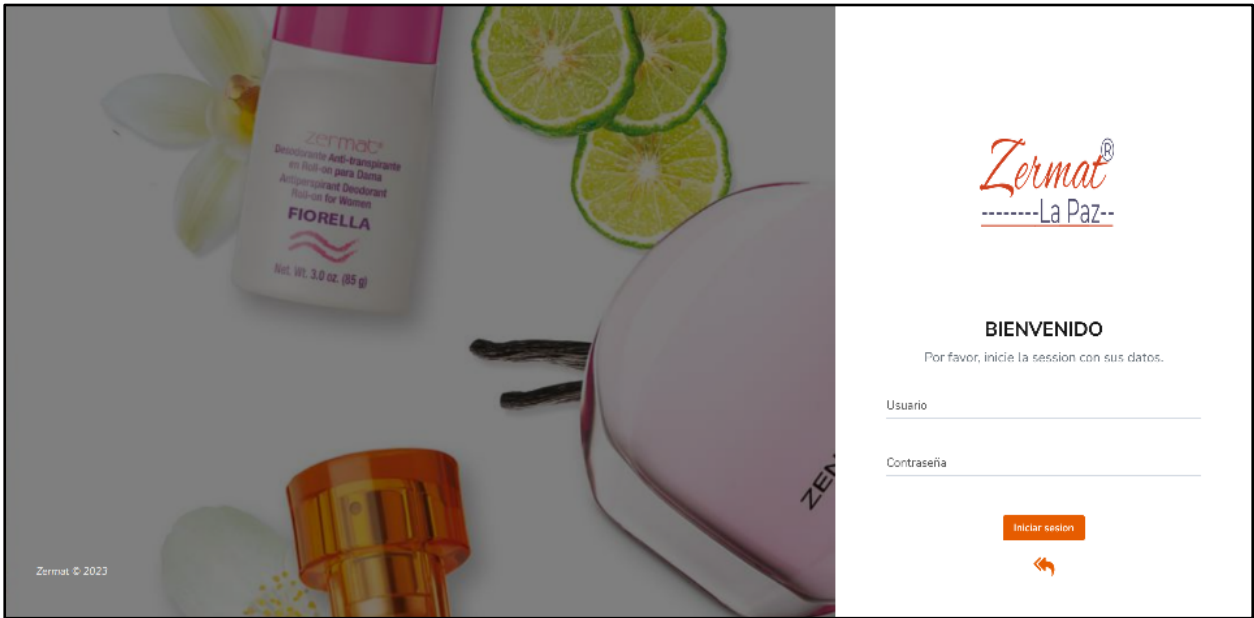 zermat®
Desodorante Anti-transpirante
en Roll-on para Dama
Antiperspirant Deodorant
Roll-on for Women
FIORELLA
Net. Wt. 3.0 oz. (85 g)
Zermat © 2023
Zermat®
--------La Paz--
BIENVENIDO
Por favor, inicie la session con sus datos.
Usuario
Contraseña
Iniciar sesion